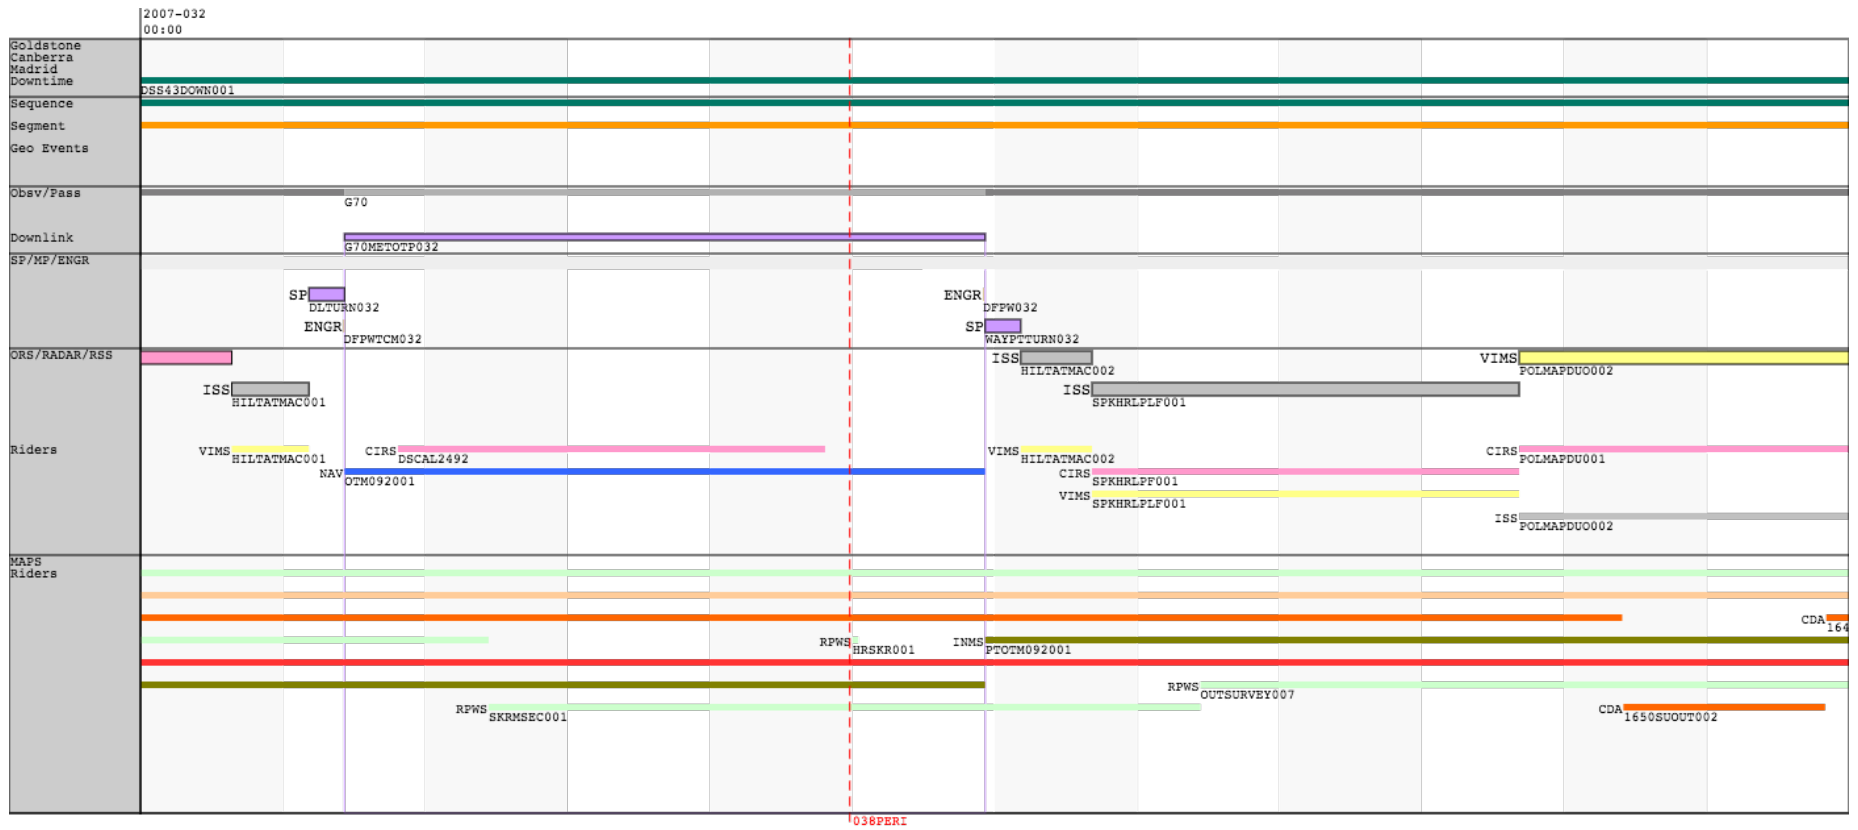 2007-032
00:00
Goldstone
Canberra
Madrid
Downtime
DSS43DOWN001
Sequence
Segment
Geo Events
Obsv/Pass
G70
Downlink
G70METOTP032
SP/MP/ENGR
SP
DLTURN032
ENGR
DFPW032
ENGR
DFPWTCM032
SP
WAYPTTURN032
ORS/RADAR/RSS
ISS
HILTATMAC002
VIMS
POLMAPDUO002
ISS
HILTATMAC001
ISS
SPKHRLPLF001
Riders
VIMS
HILTATMAC001
CIRS
DSCAL2492
VIMS
HILTATMAC002
CIRS
POLMAPDU001
NAV
OTM092001
CIRS
SPKHRLPF001
VIMS
SPKHRLPLF001
ISS
POLMAPDUO002
MAPS
Riders
CDA
164
RPWS
HRSKR001
INMS
PTOTM092001
RPWS
OUTSURVEY007
RPWS
SKRMSEC001
CDA
1650SUOUT002
038PERI